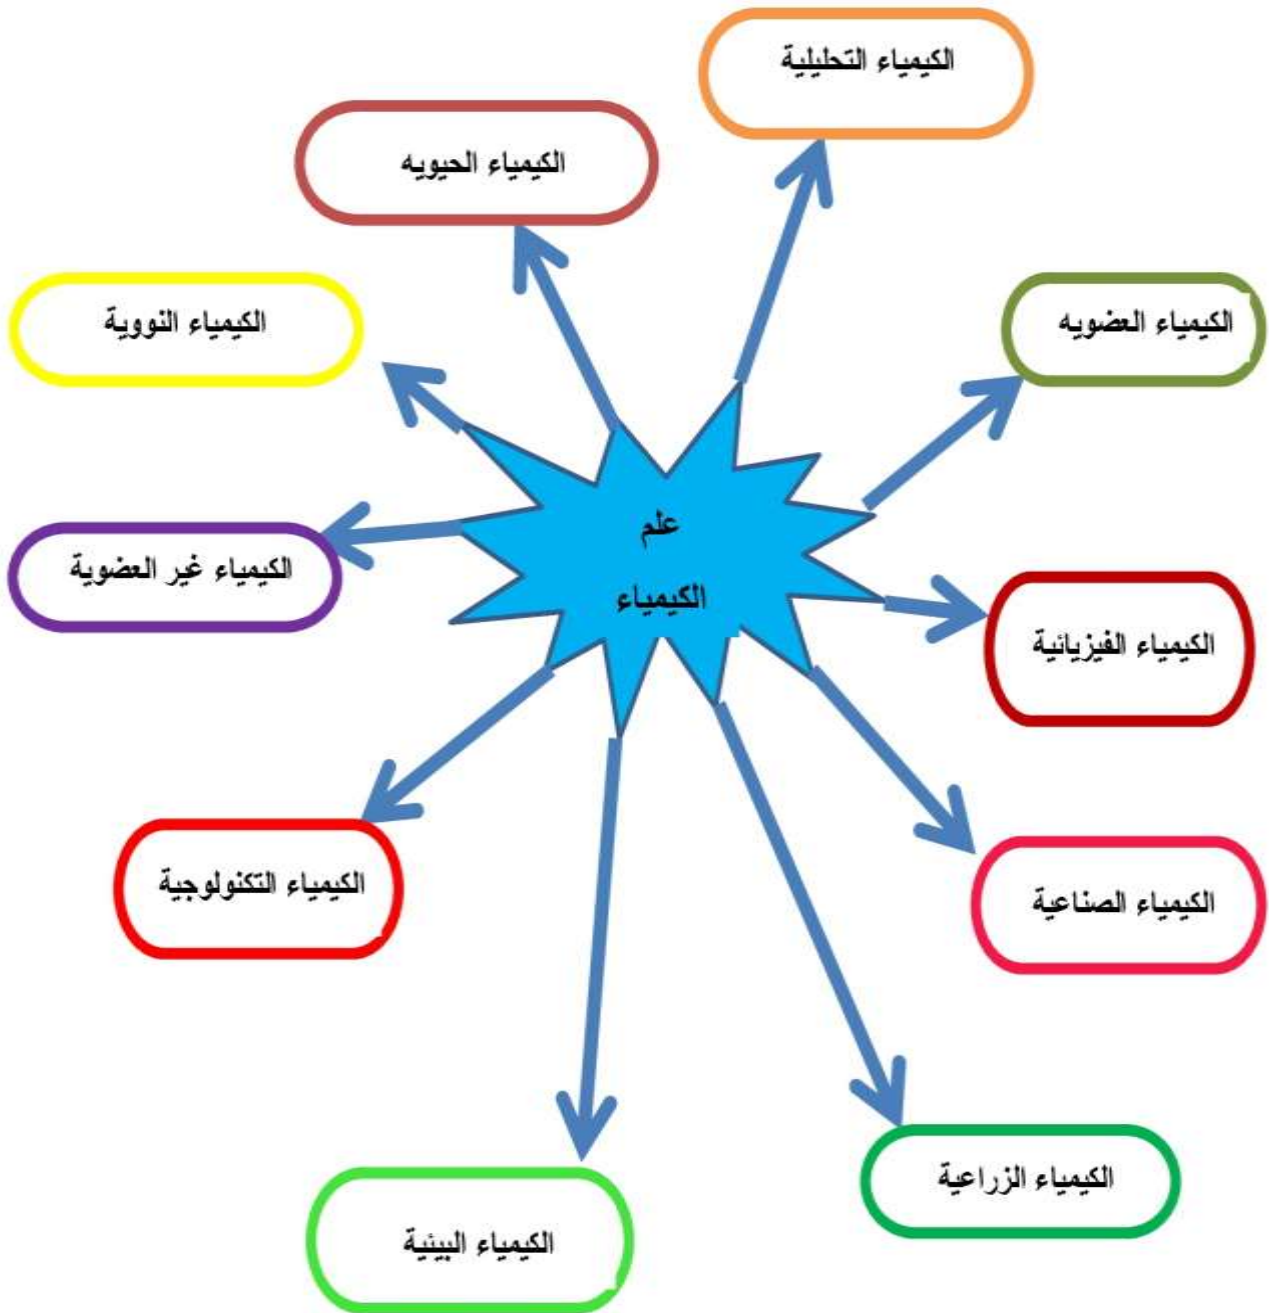 الكيمياء التحليلية
الكيمياء الحيويه
الكيمياء العضويه
الكيمياء النووية
علم
الكيمياء
الكيمياء غير العضوية
الكيمياء الفيزيائية
الكيمياء التكنولوجية
الكيمياء الصناعية
الكيمياء الزراعية
الكيمياء البيئية